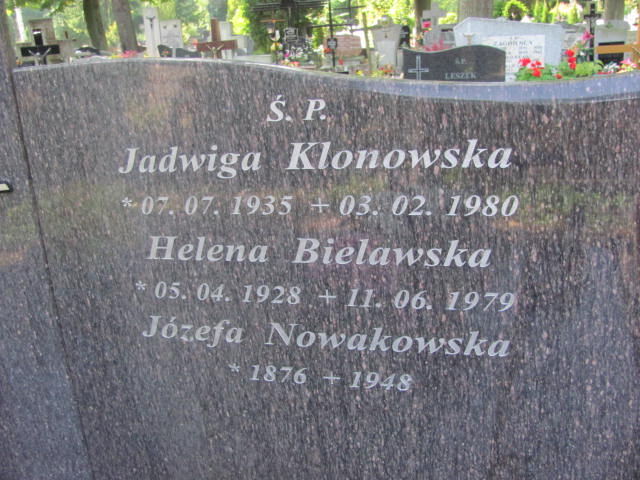 Ś. P.
LESZEK
Ś. P.
Jadwiga Klonowska
*07. 07. 1935 + 03. 02. 1980
Helena Bielawska
*05. 04. 1928 + 11. 06. 1979
Józefa Nowakowska
* 1876 + 1948